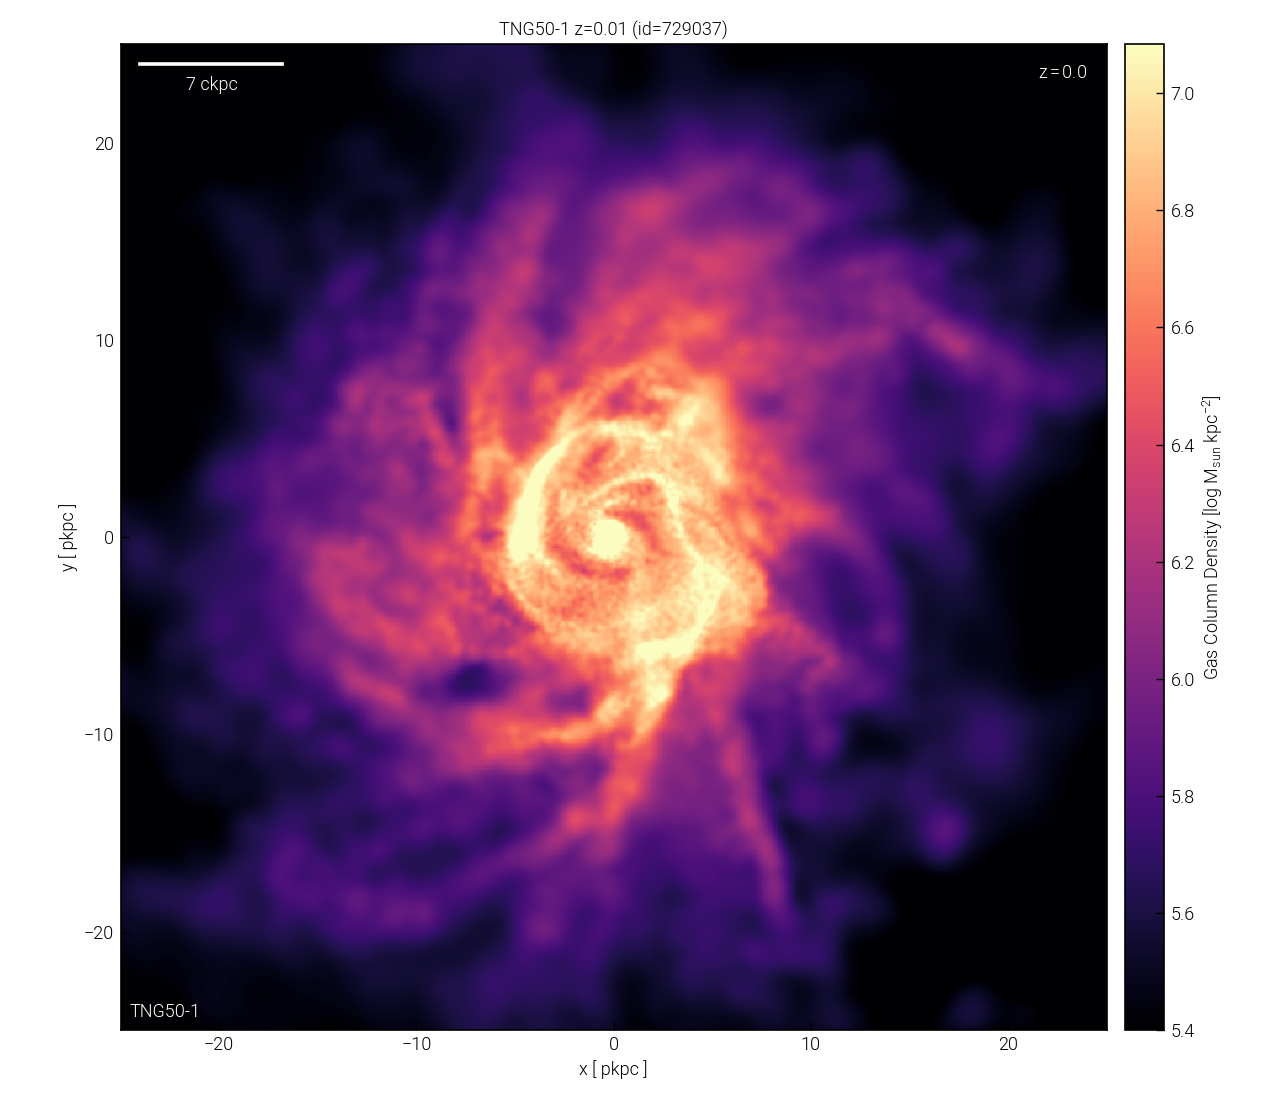 TNG50-1 z=0.01 (id=729037)
7 ckpc
z=0.0
TNG50-1
20
10
0
−10
−20
y [ pkpc ]
−20
−10
0
10
20
x [ pkpc ]
7.0
6.8
6.6
6.4
6.2
6.0
5.8
5.6
5.4
Gas Column Density [log M_sun kpc⁻²]